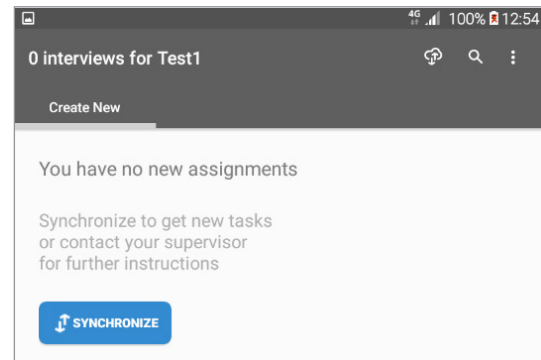 4G 100% 12:54
0 interviews for Test1
Create New
You have no new assignments
Synchronize to get new tasks
or contact your supervisor
for further instructions
SYNCHRONIZE